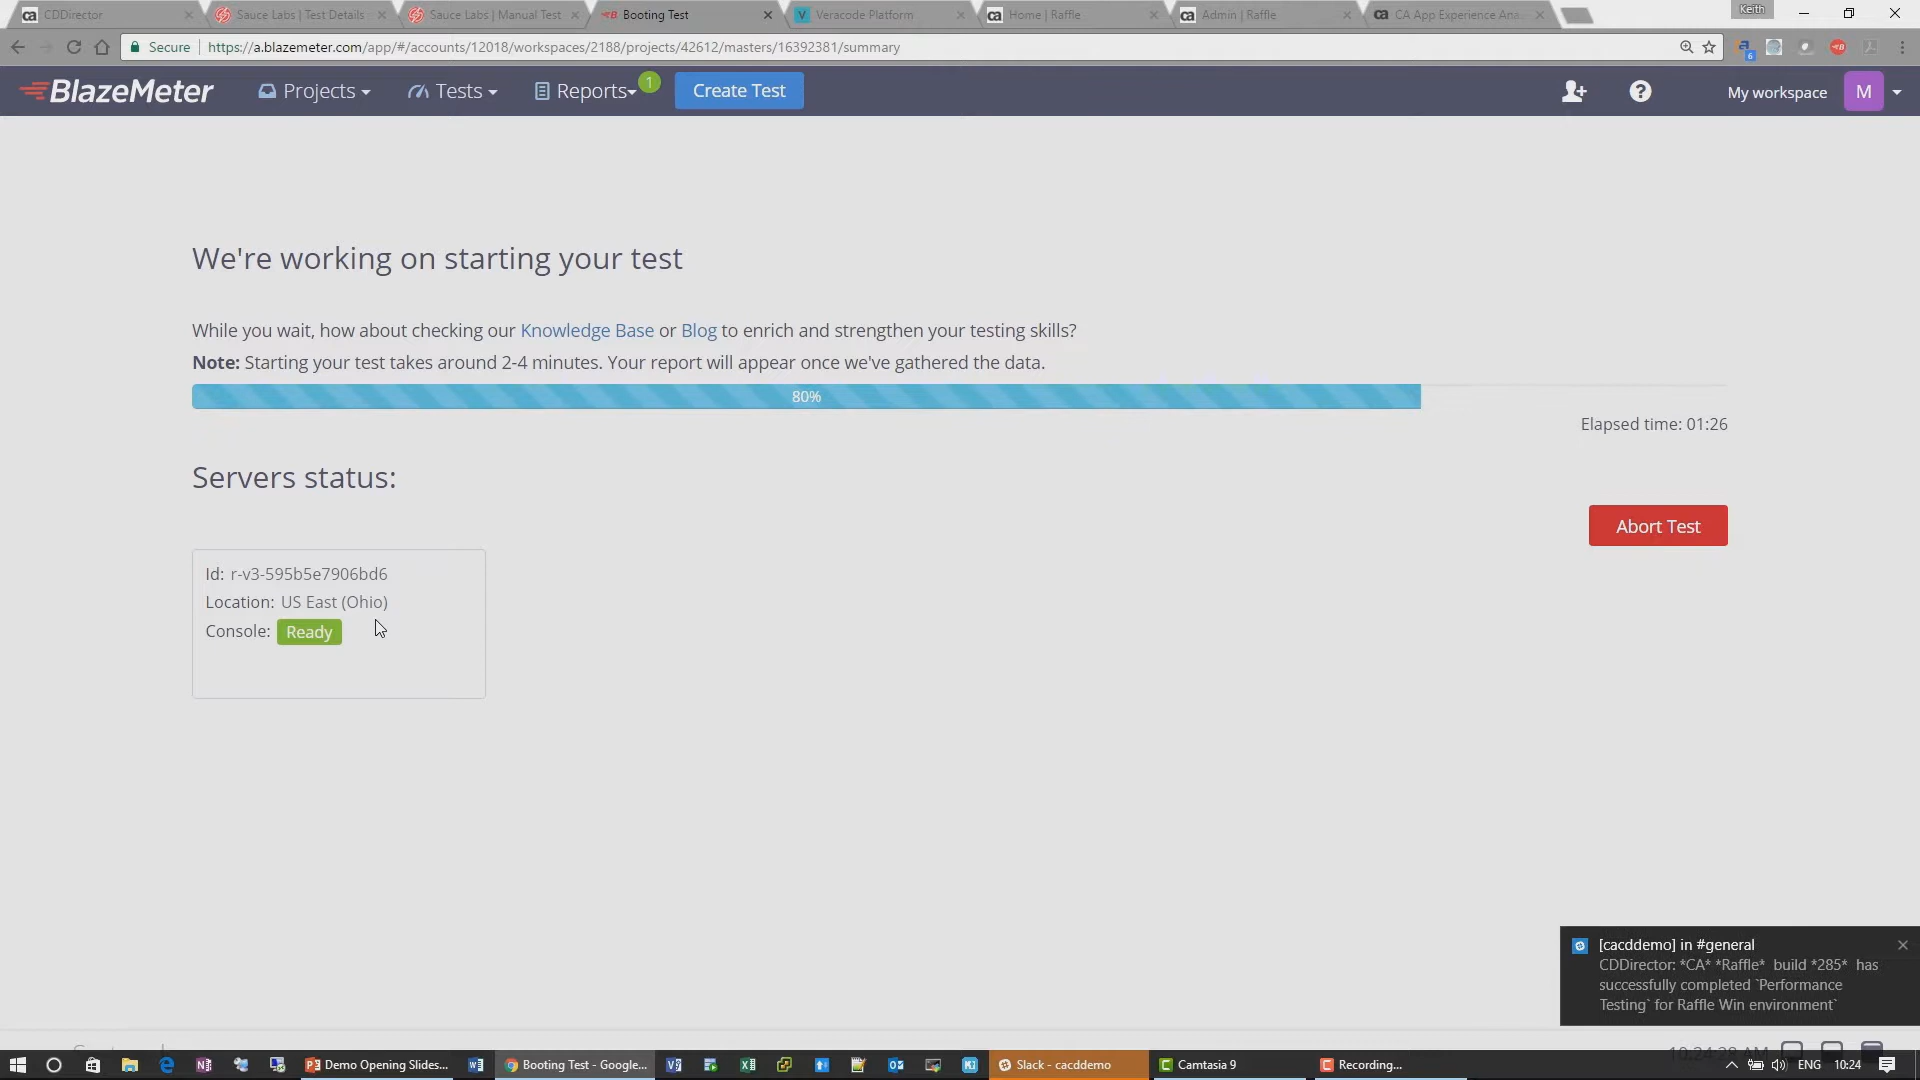 CDDirector
Sauce Labs | Test Details
Sauce Labs | Manual Test
Booting Test
Veracode Platform
Home | Raffle
Admin | Raffle
CA App Experience Ana
Keith
Secure
https://a.blazemeter.com/app/#/accounts/12018/workspaces/2188/projects/42612/masters/16392381/summary
6
BlazeMeter
Projects
Tests
Reports
1
Create Test
My workspace
M
We're working on starting your test
While you wait, how about checking our Knowledge Base or Blog to enrich and strengthen your testing skills?
Note: Starting your test takes around 2-4 minutes. Your report will appear once we've gathered the data.
80%
Elapsed time: 01:26
Servers status:
Abort Test
Id: r-v3-595b5e7906bd6
Location: US East (Ohio)
Console: Ready
[cacddemo] in #general
CDDirector: *CA* *Raffle* build *285* has
successfully completed `Performance
Testing` for Raffle Win environment`
Demo Opening Slides...
Booting Test - Google...
Slack - cacddemo
Camtasia 9
Recording...
ENG
10:24